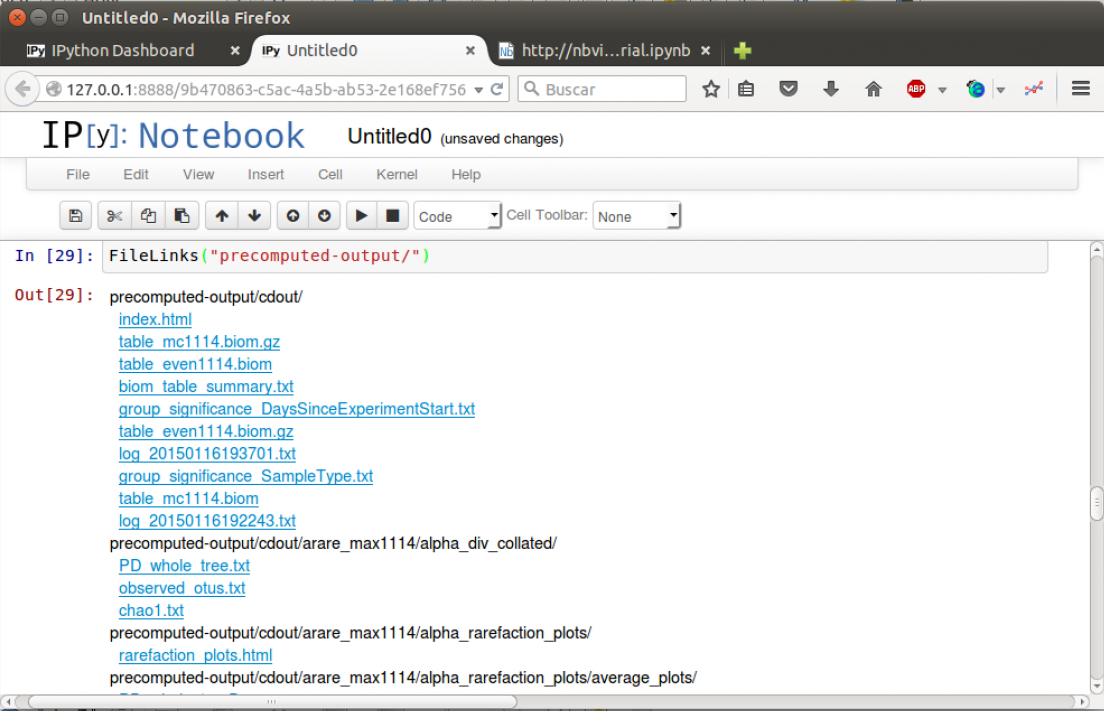 Untitled0 - Mozilla Firefox
IPy IPython Dashboard
IPy Untitled0
Nb http://nbvi...rial.ipynb
127.0.0.1:8888/9b470863-c5ac-4a5b-ab53-2e168ef756
Buscar
ABP
IP[y]: Notebook Untitled0 (unsaved changes)
File Edit View Insert Cell Kernel Help
Code Cell Toolbar: None
In [29]: FileLinks("precomputed-output/")
Out[29]: precomputed-output/cdout/
index.html
table_mc1114.biom.gz
table_even1114.biom
biom_table_summary.txt
group_significance_DaysSinceExperimentStart.txt
table_even1114.biom.gz
log_20150116193701.txt
group_significance_SampleType.txt
table_mc1114.biom
log_20150116192243.txt
precomputed-output/cdout/arare_max1114/alpha_div_collated/
PD_whole_tree.txt
observed_otus.txt
chao1.txt
precomputed-output/cdout/arare_max1114/alpha_rarefaction_plots/
rarefaction_plots.html
precomputed-output/cdout/arare_max1114/alpha_rarefaction_plots/average_plots/